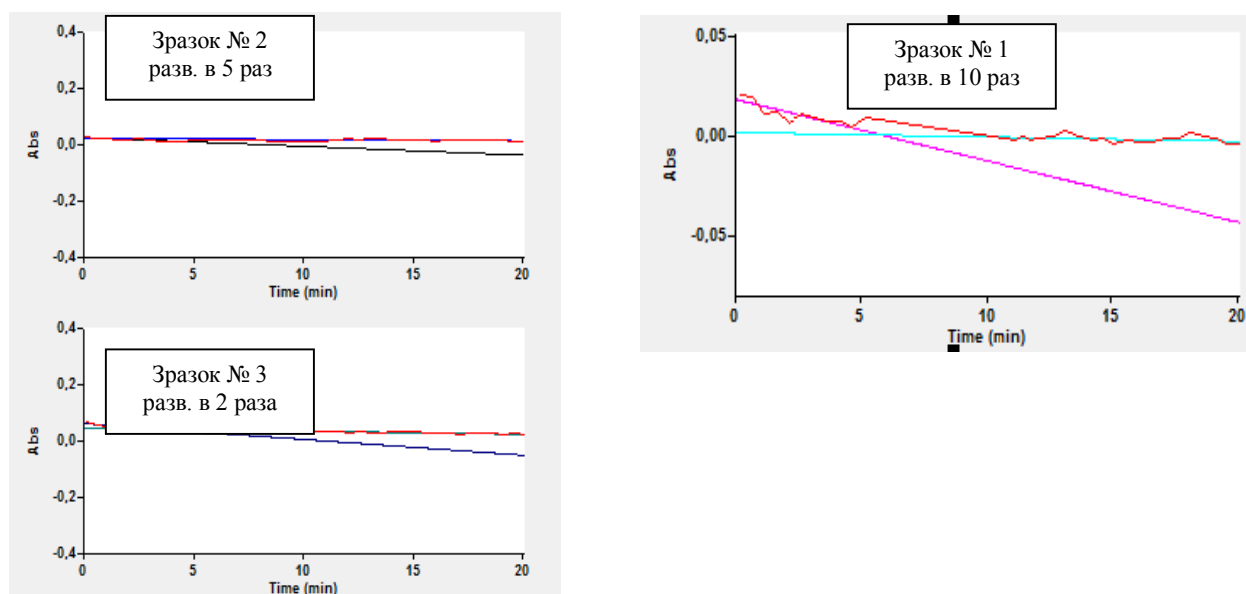 Зразок № 2
разв. в 5 раз
0,4
0,2
0,0
-0,2
-0,4
Abs
0 5 10 15 20
Time (min)
Зразок № 1
разв. в 10 раз
0,05
0,00
-0,05
Abs
0 5 10 15 20
Time (min)
Зразок № 3
разв. в 2 раза
0,4
0,2
0,0
-0,2
-0,4
Abs
0 5 10 15 20
Time (min)